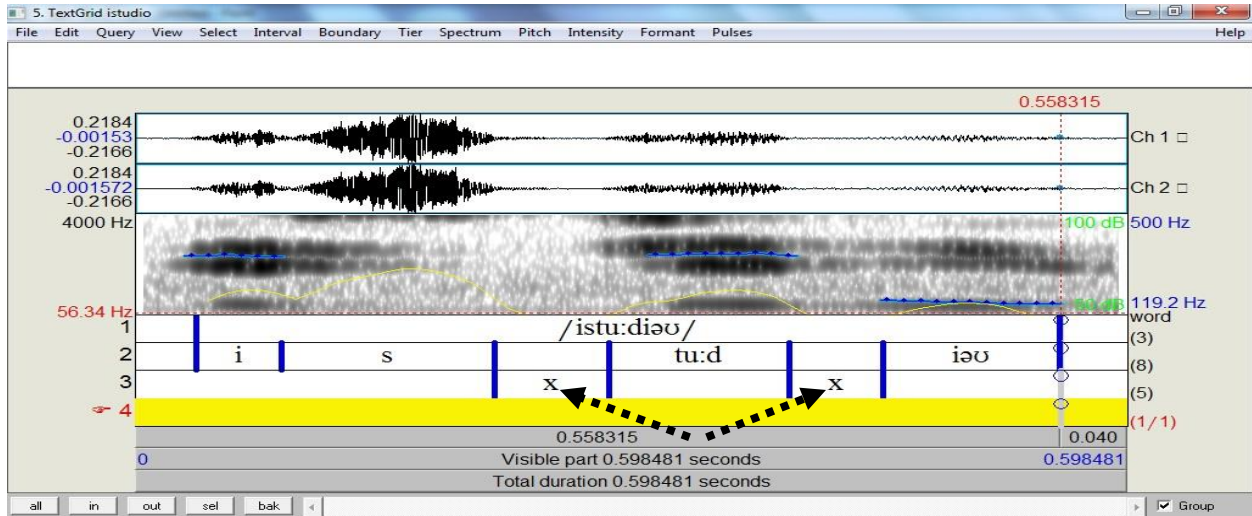 5. TextGrid istudio
File Edit Query View Select Interval Boundary Tier Spectrum Pitch Intensity Formant Pulses Help
0.558315
0.2184
-0.00153
-0.2166
Ch 1
0.2184
-0.001572
-0.2166
Ch 2
4000 Hz
100 dB 500 Hz
56.34 Hz
119.2 Hz
1 /istu:diəʊ/ word (3)
2 i s tu:d iəʊ (8)
3 x x (5)
4 (1/1)
0.558315 0.040
0 Visible part 0.598481 seconds 0.598481
Total duration 0.598481 seconds
all in out sel bak Group